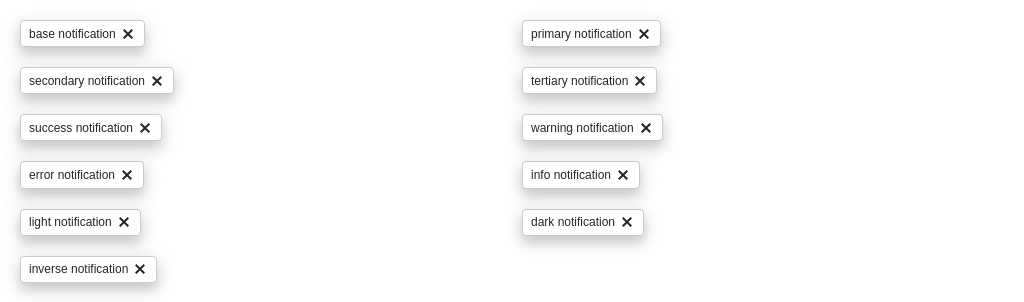 base notification
primary notification
secondary notification
tertiary notification
success notification
warning notification
error notification
info notification
light notification
dark notification
inverse notification